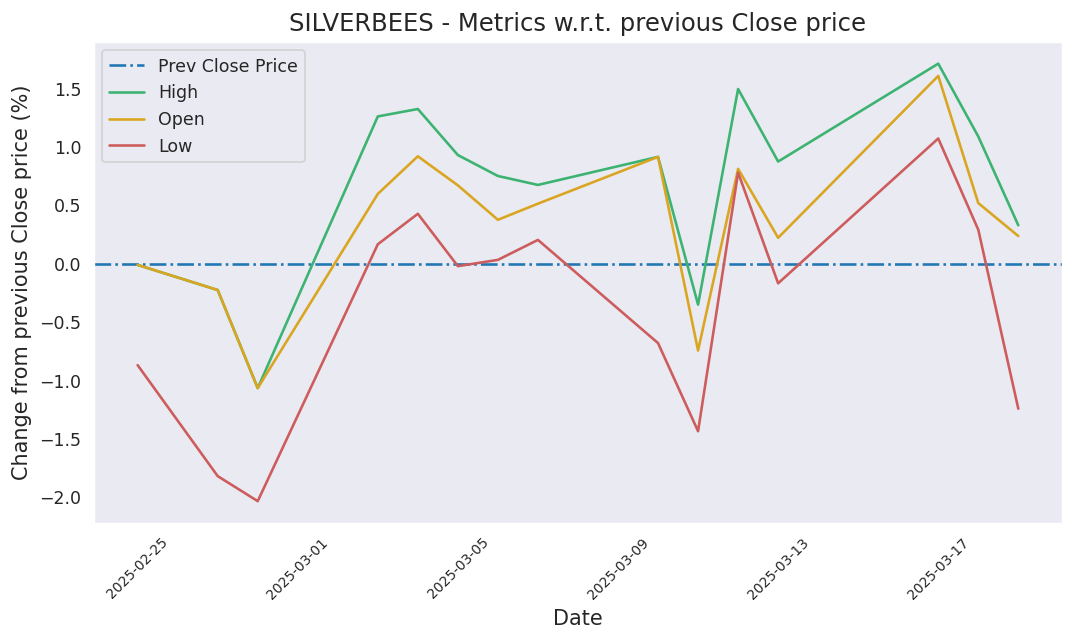 SILVERBEES - Metrics w.r.t. previous Close price
Prev Close Price
High
Open
Low
Change from previous Close price (%)
1.5
1.0
0.5
0.0
−0.5
−1.0
−1.5
−2.0
2025-02-25
2025-03-01
2025-03-05
2025-03-09
2025-03-13
2025-03-17
Date